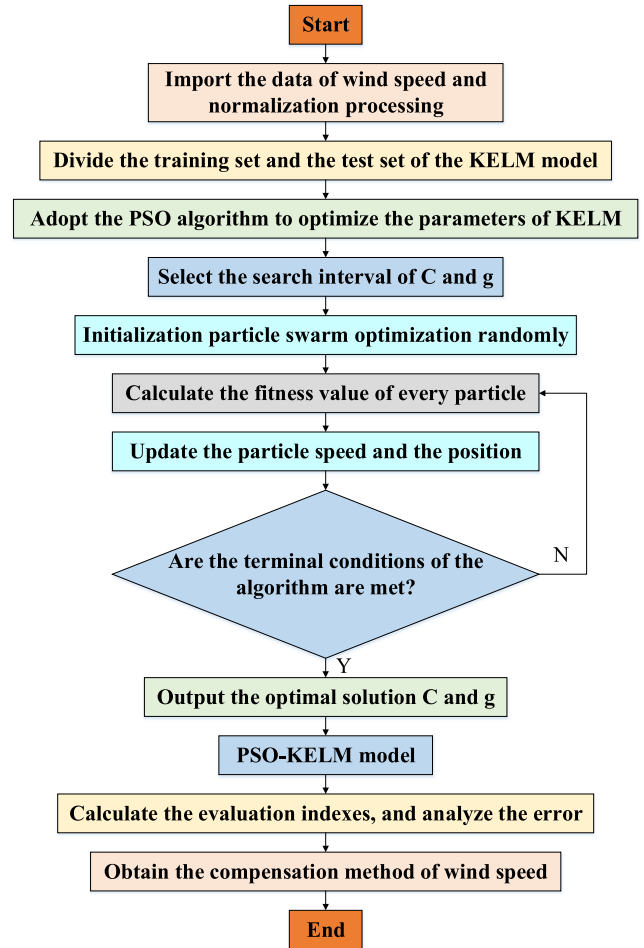 Start
Import the data of wind speed and
normalization processing
Divide the training set and the test set of the KELM model
Adopt the PSO algorithm to optimize the parameters of KELM
Select the search interval of C and g
Initialization particle swarm optimization randomly
Calculate the fitness value of every particle
Update the particle speed and the position
Are the terminal conditions of the
algorithm are met?
N
Y
Output the optimal solution C and g
PSO-KELM model
Calculate the evaluation indexes, and analyze the error
Obtain the compensation method of wind speed
End